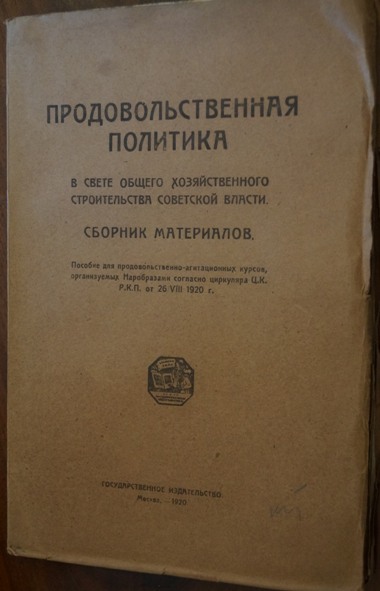 ПРОДОВОЛЬСТВЕННАЯ
ПОЛИТИКА
В СВЕТЕ ОБЩЕГО ХОЗЯЙСТВЕННОГО
СТРОИТЕЛЬСТВА СОВЕТСКОЙ ВЛАСТИ.
СБОРНИК МАТЕРИАЛОВ.
Пособие для продовольственно-агитационных курсов,
организуемых Наробразами согласно циркуляра Ц.К.
Р.К.П. от 26 VIII 1920 г.
ГОСУДАРСТВЕННОЕ ИЗДАТЕЛЬСТВО
Москва. — 1920